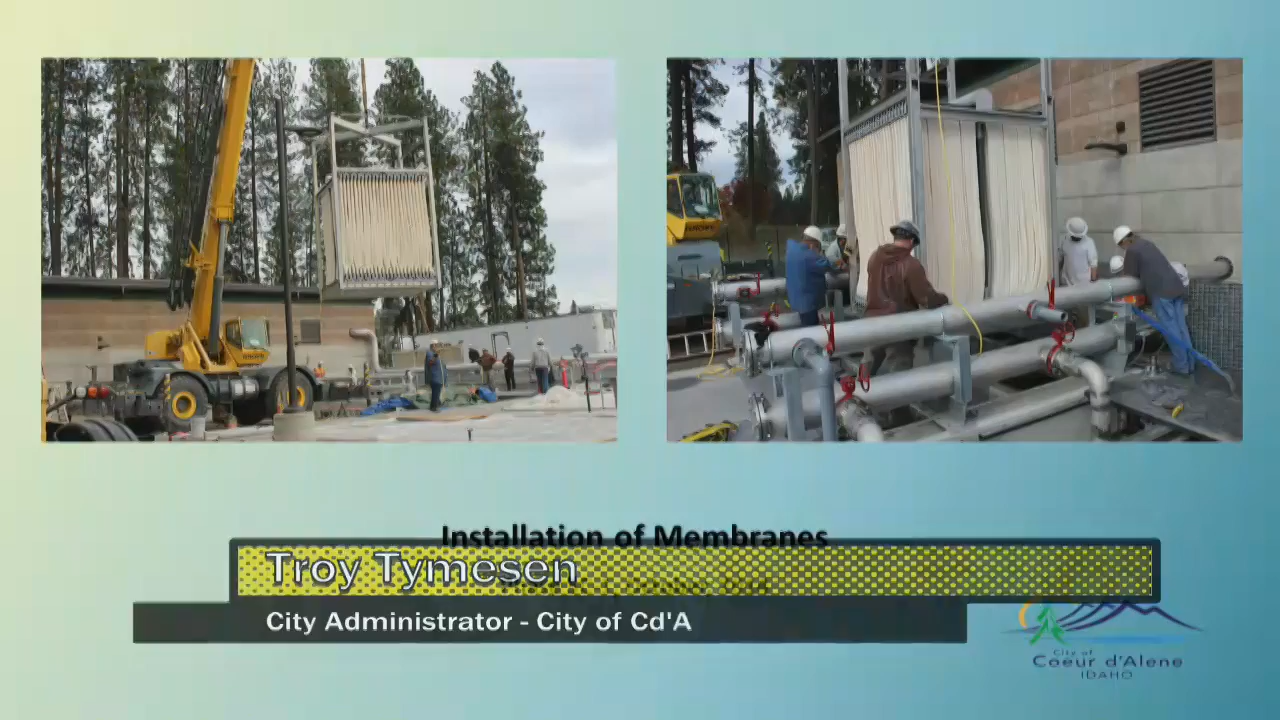 Installation of Membranes
Troy Tymesen
City Administrator - City of Cd'A
City of
Coeur d'Alene
IDAHO